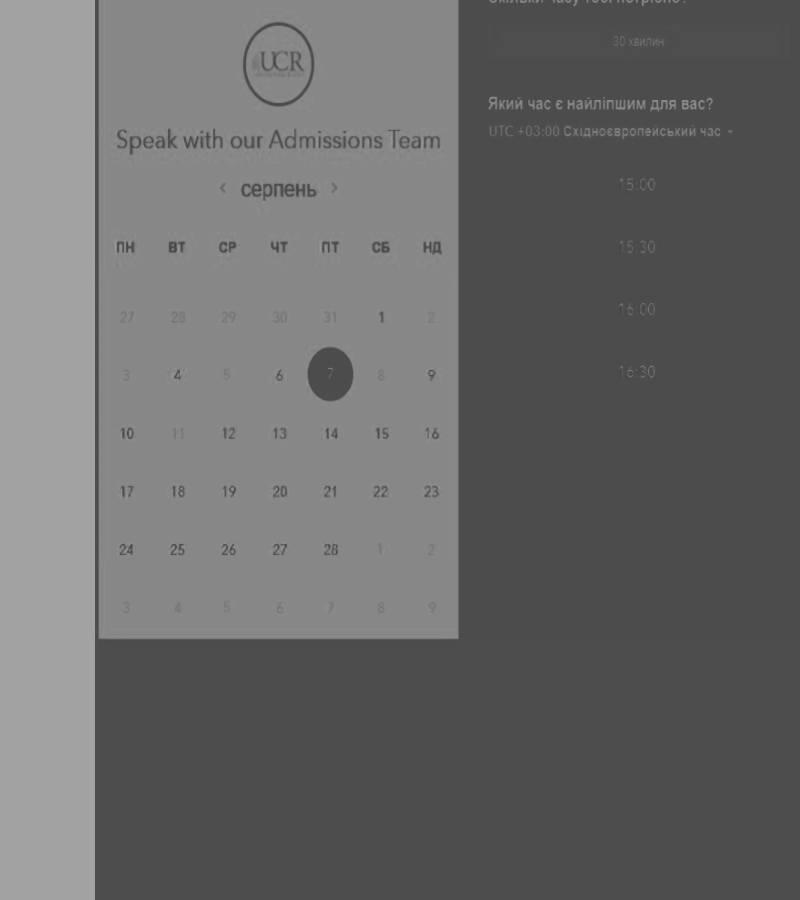 UCR
Speak with our Admissions Team
< серпень >
ПН ВТ СР ЧТ ПТ СБ НД
27 28 29 30 31 1 2
3 4 5 6 7 8 9
10 11 12 13 14 15 16
17 18 19 20 21 22 23
24 25 26 27 28 1 2
3 4 5 6 7 8 9
30 хвилин
Який час є найліпшим для вас?
UTC +03:00 Східноєвропейський час
15:00
15:30
16:00
16:30